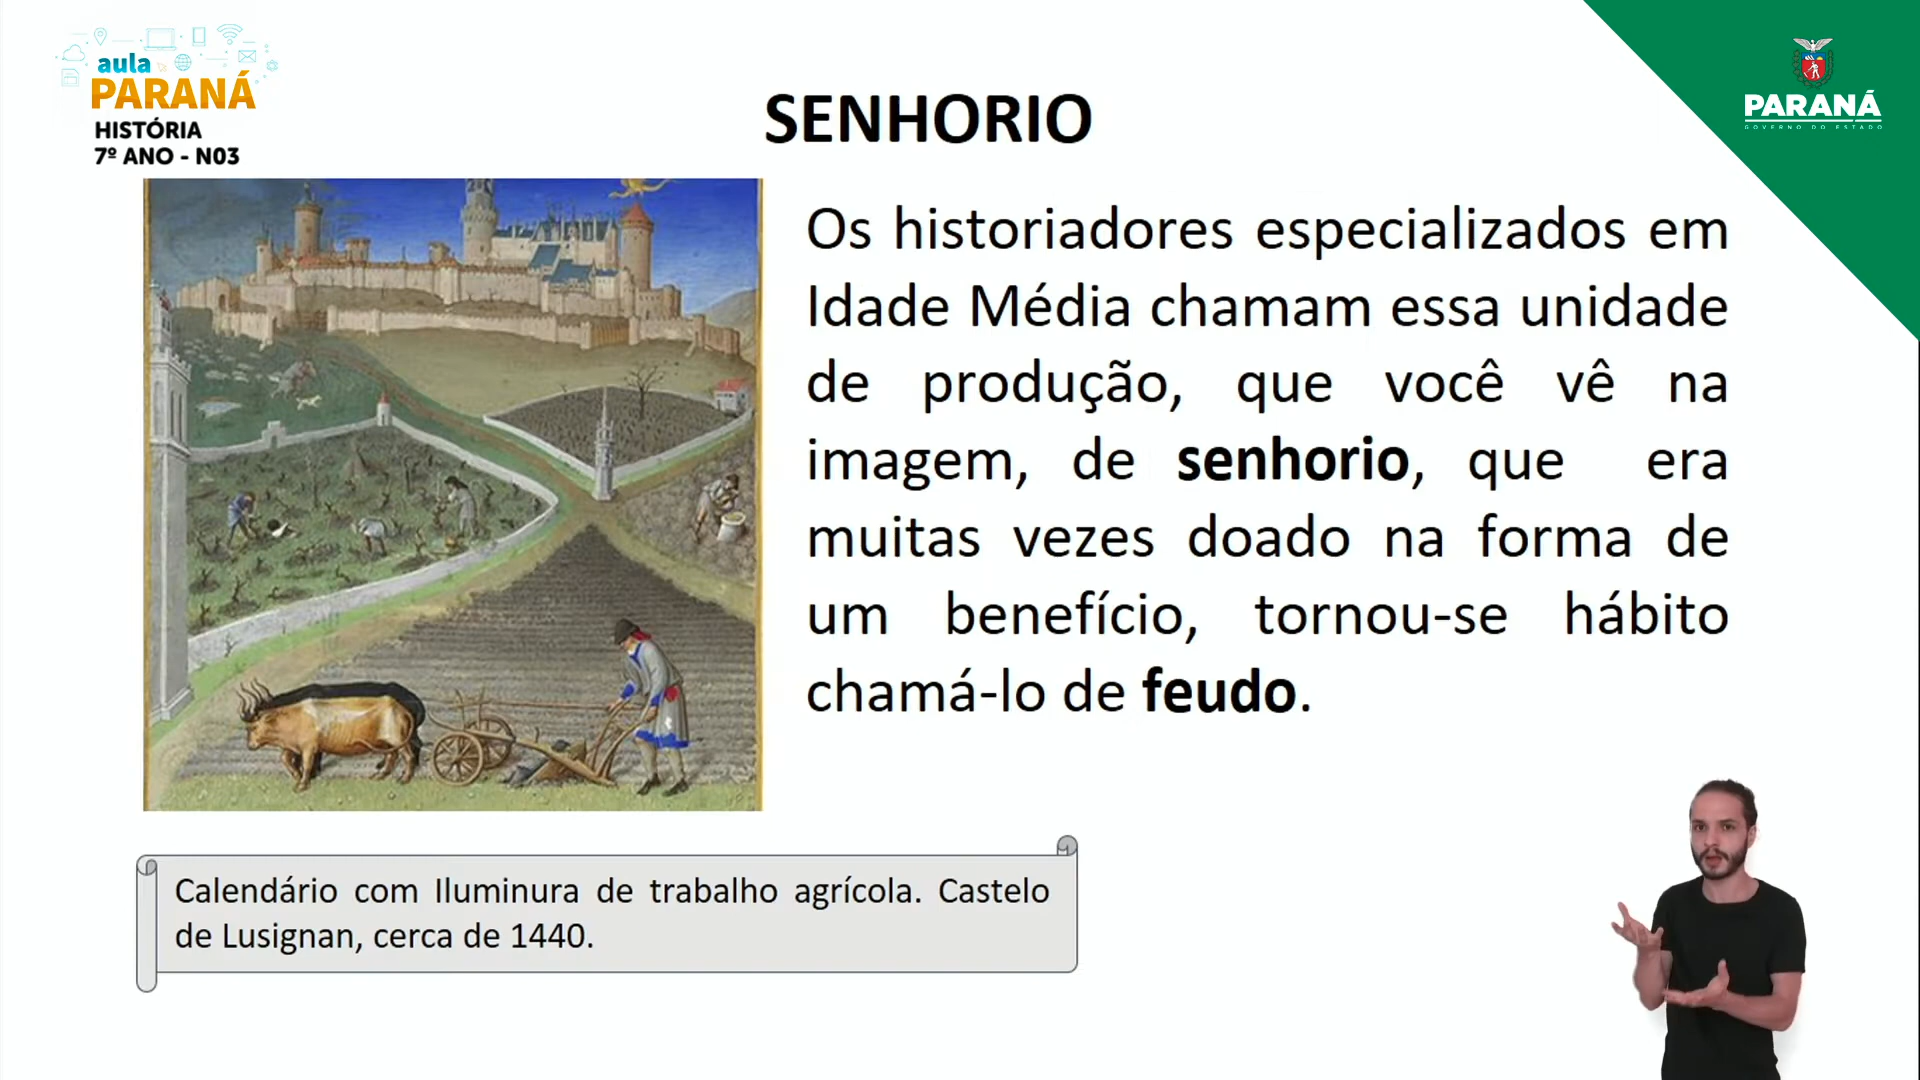 aula
PARANÁ
HISTÓRIA
7º ANO - N03
PARANÁ
GOVERNO DO ESTADO
SENHORIO
Os historiadores especializados em
Idade Média chamam essa unidade
de produção, que você vê na
imagem, de senhorio, que era
muitas vezes doado na forma de
um benefício, tornou-se hábito
chamá-lo de feudo.
Calendário com Iluminura de trabalho agrícola. Castelo
de Lusignan, cerca de 1440.